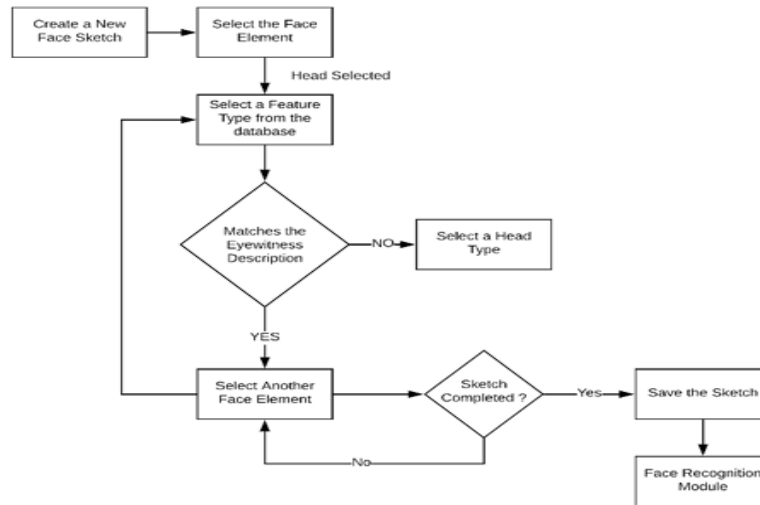 Create a New
Face Sketch
Select the Face
Element
Head Selected
Select a Feature
Type from the
database
Matches the
Eyewitness
Description
NO
Select a Head
Type
YES
Select Another
Face Element
Sketch
Completed ?
Yes
Save the Sketch
No
Face Recognition
Module